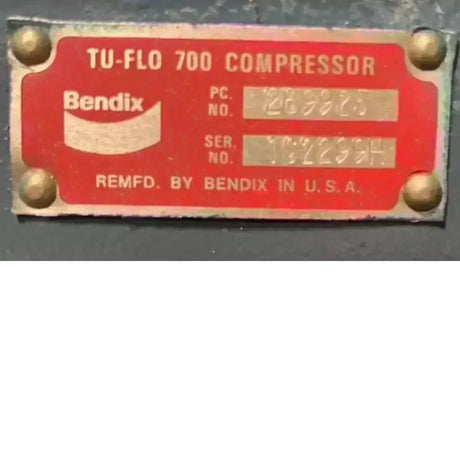 TU-FLO 700 COMPRESSOR
Bendix
PC. NO.
SER. NO.
REMFD. BY BENDIX IN U.S.A.